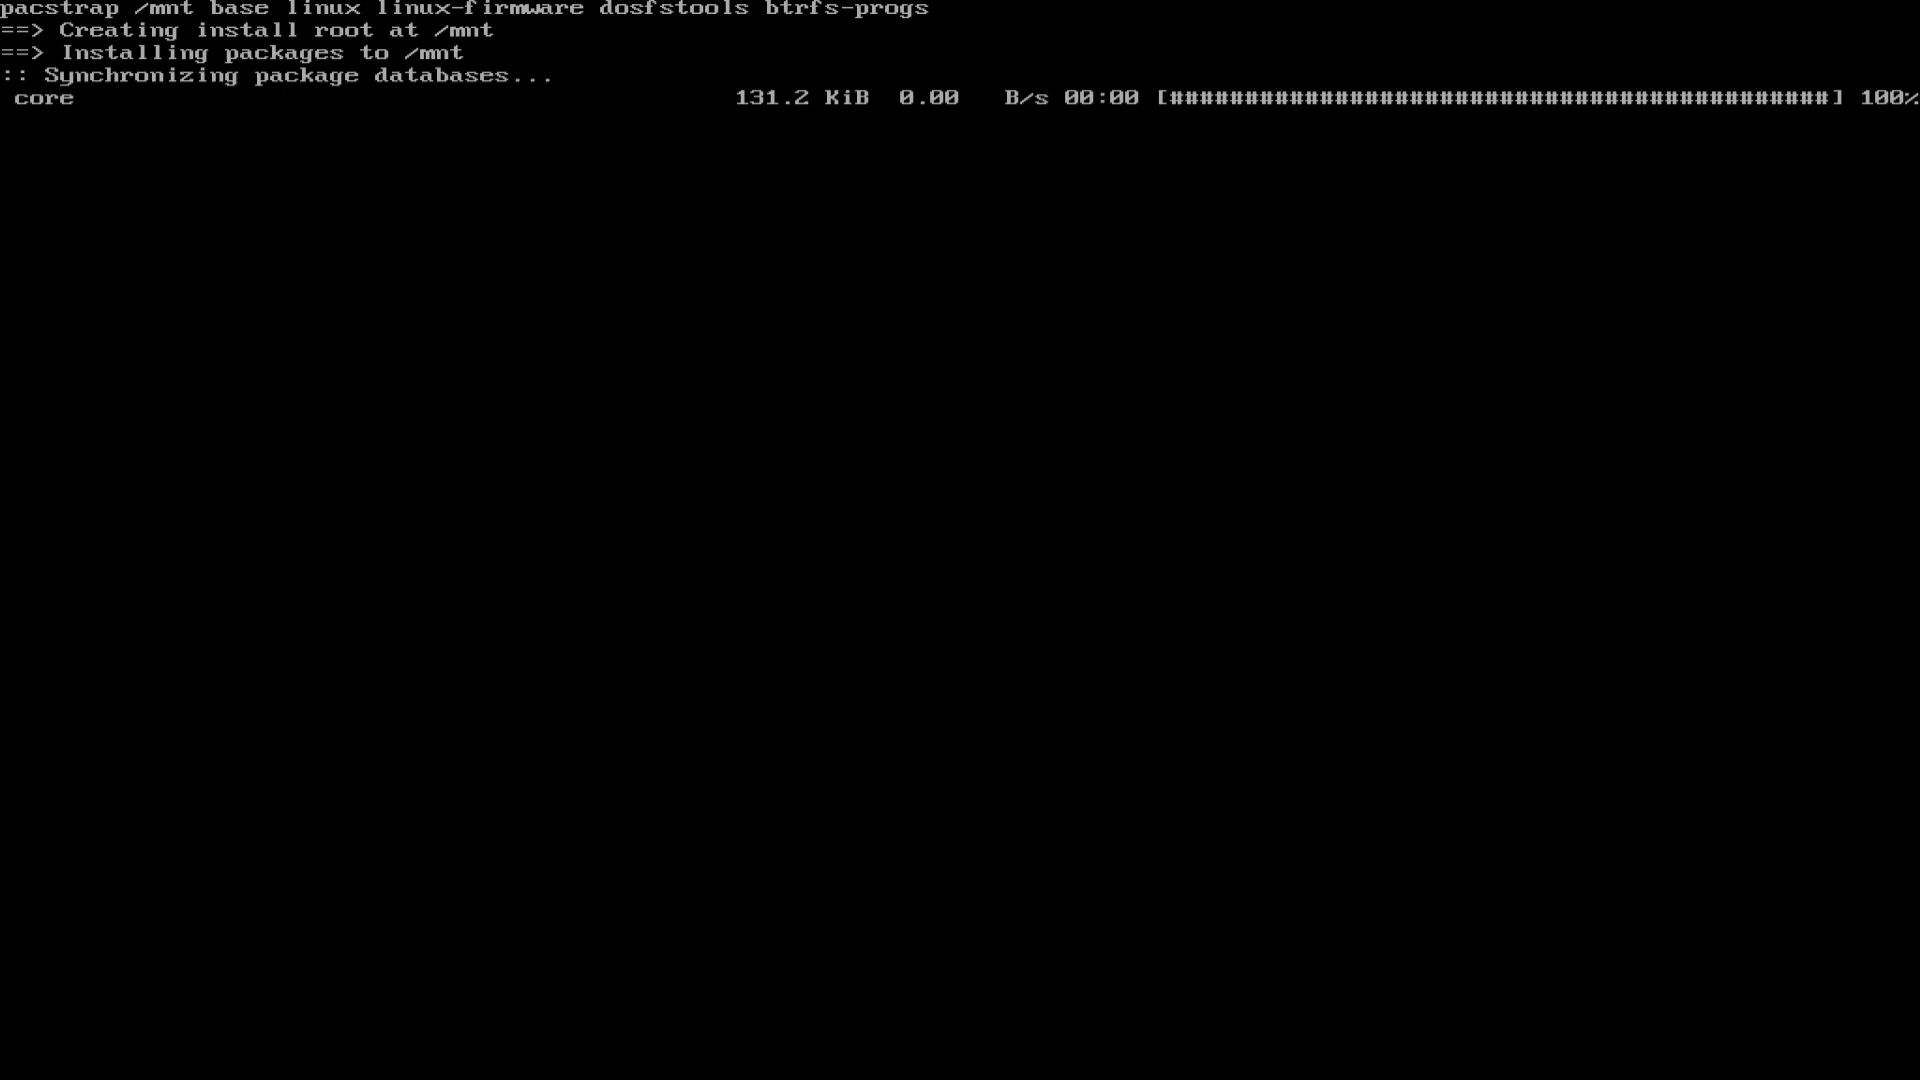 pacstrap /mnt base linux linux-firmware dosfstools btrfs-progs
==> Creating install root at /mnt
==> Installing packages to /mnt
:: Synchronizing package databases...
core 131.2 KiB 0.00 B/s 00:00 [############################################] 100%